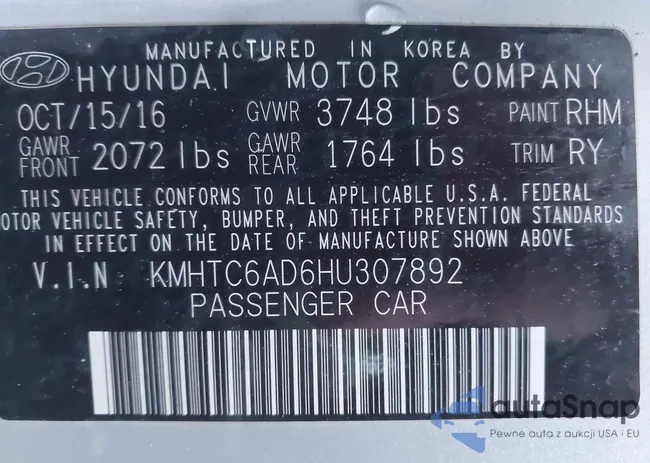 MANUFACTURED IN KOREA BY
HYUNDAI MOTOR COMPANY
OCT/15/16 GVWR 3748 lbs PAINT RHM
GAWR FRONT 2072 lbs GAWR REAR 1764 lbs TRIM RY
THIS VEHICLE CONFORMS TO ALL APPLICABLE U.S.A. FEDERAL
MOTOR VEHICLE SAFETY, BUMPER, AND THEFT PREVENTION STANDARDS
IN EFFECT ON THE DATE OF MANUFACTURE SHOWN ABOVE
V.I.N KMHTC6AD6HU307892
PASSENGER CAR
autaSnap
Pewne auta z aukcji USA i EU